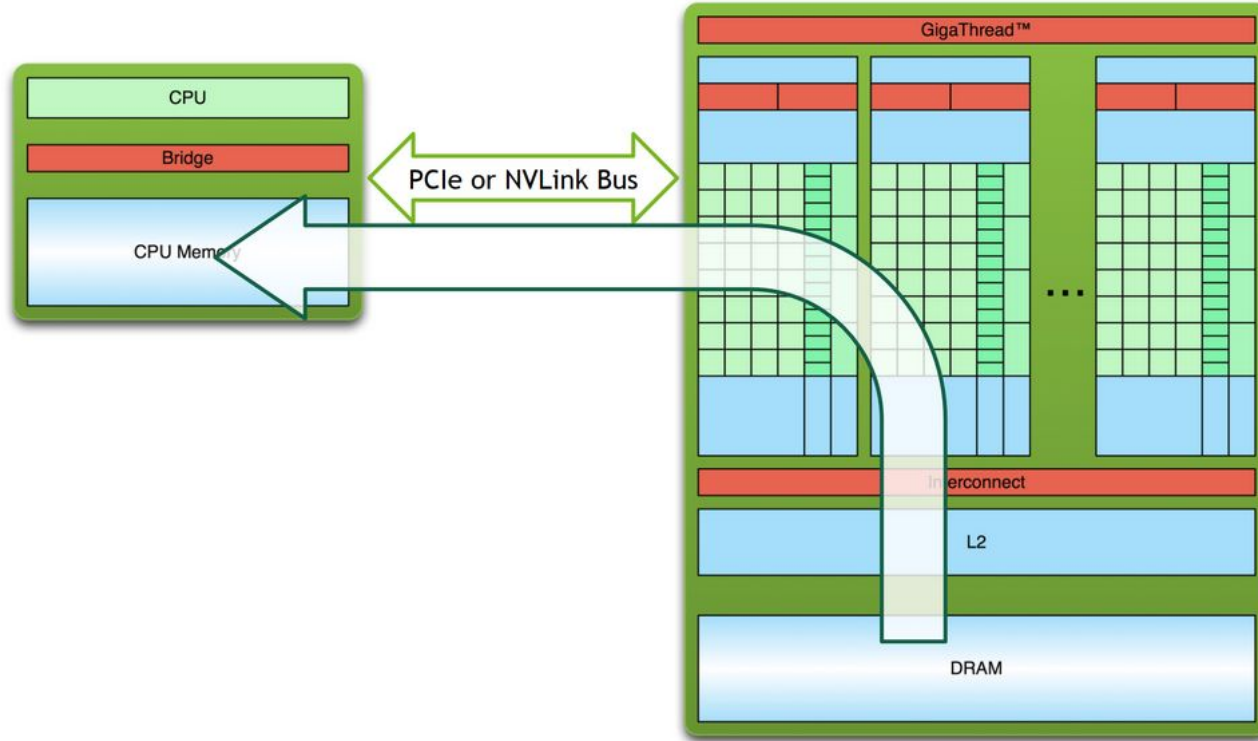 GigaThread™
CPU
Bridge
PCIe or NVLink Bus
CPU Memory
...
Interconnect
L2
DRAM